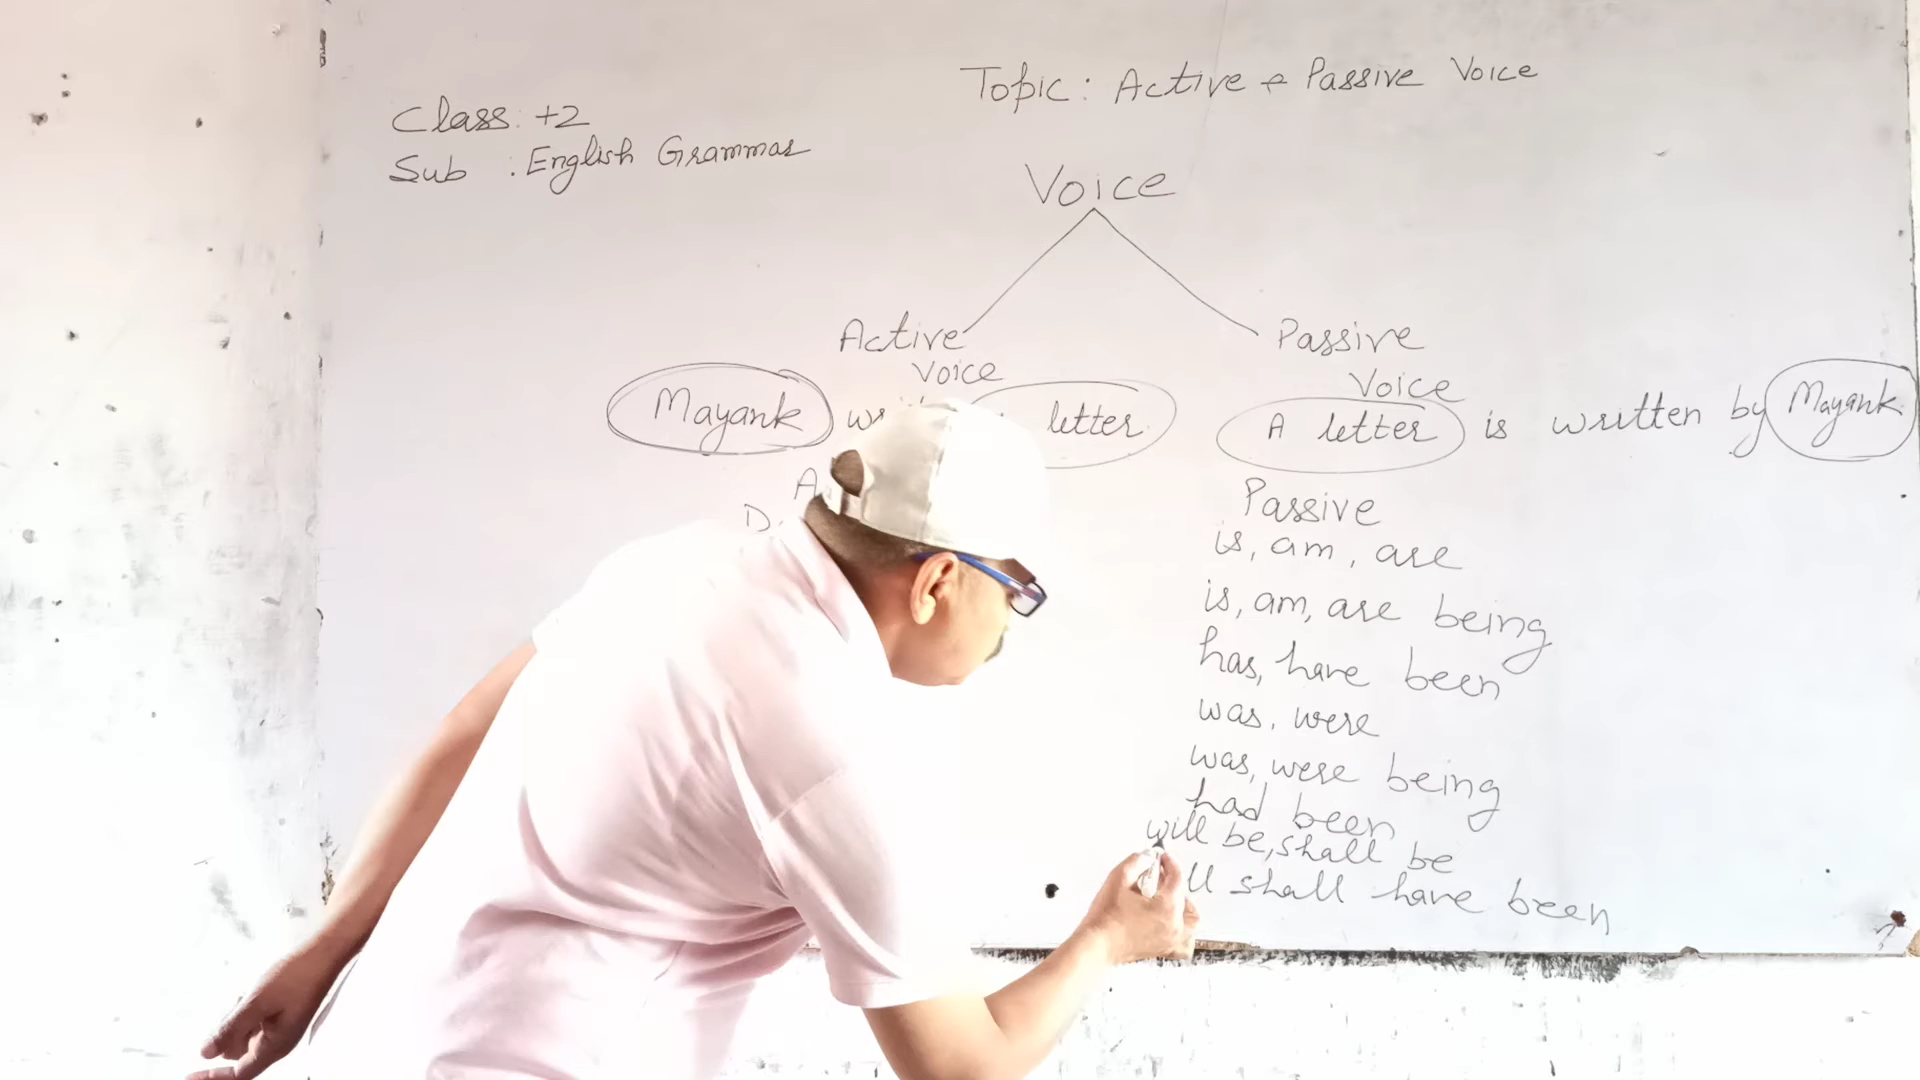 Topic: Active & Passive Voice
Class: +2
Sub : English Grammar
Voice
Active Voice
Passive Voice
Mayank letter
A letter is written by Mayank
Passive
is, am, are
is, am, are being
has, have been
was, were
was, were being
had been
will be, shall be
shall have been